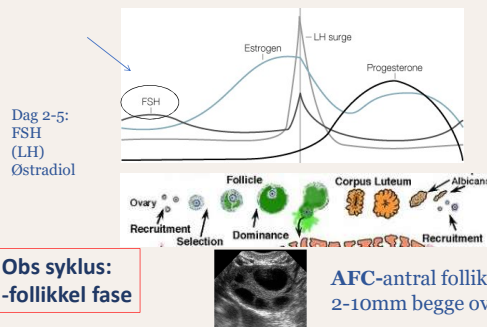 Estrogen
LH surge
Progesterone
FSH
Dag 2-5:
FSH
(LH)
Østradiol
Follicle
Corpus Luteum
Albicans
Ovary
Recruitment
Selection
Dominance
Recruitment
Obs syklus:
-follikkel fase
AFC-antral follik
2-10mm begge ov